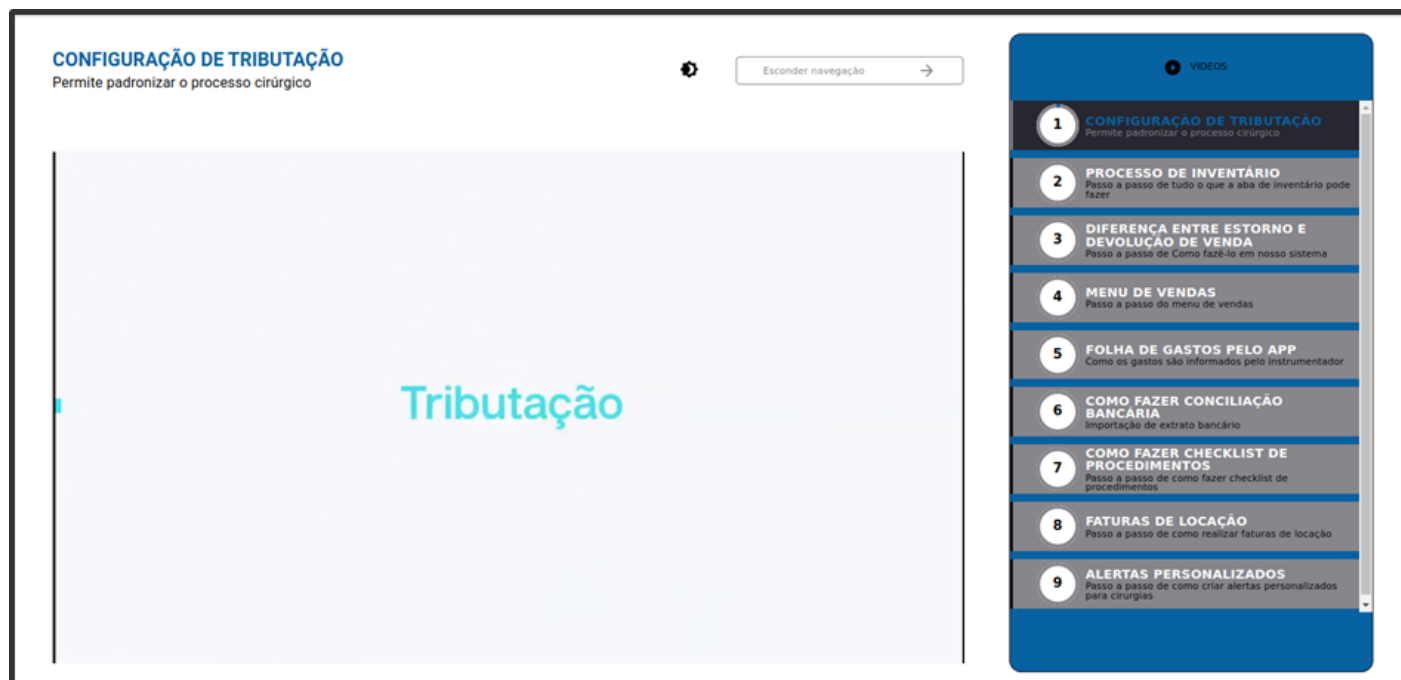 CONFIGURAÇÃO DE TRIBUTAÇÃO
Permite padronizar o processo cirúrgico
Esconder navegação
Tributação
VIDEOS
1
CONFIGURAÇÃO DE TRIBUTAÇÃO
Permite padronizar o processo cirúrgico
2
PROCESSO DE INVENTÁRIO
Passo a passo de tudo o que a aba de inventário pode
fazer
3
DIFERENÇA ENTRE ESTORNO E
DEVOLUÇÃO DE VENDA
Passo a passo de Como fazê-lo em nosso sistema
4
MENU DE VENDAS
Passo a passo do menu de vendas
5
FOLHA DE GASTOS PELO APP
Como os gastos são informados pelo instrumentador
6
COMO FAZER CONCILIAÇÃO
BANCÁRIA
Importação de extrato bancário
7
COMO FAZER CHECKLIST DE
PROCEDIMENTOS
Passo a passo de como fazer checklist de
procedimentos
8
FATURAS DE LOCAÇÃO
Passo a passo de como realizar faturas de locação
9
ALERTAS PERSONALIZADOS
Passo a passo de como criar alertas personalizados
para cirurgias